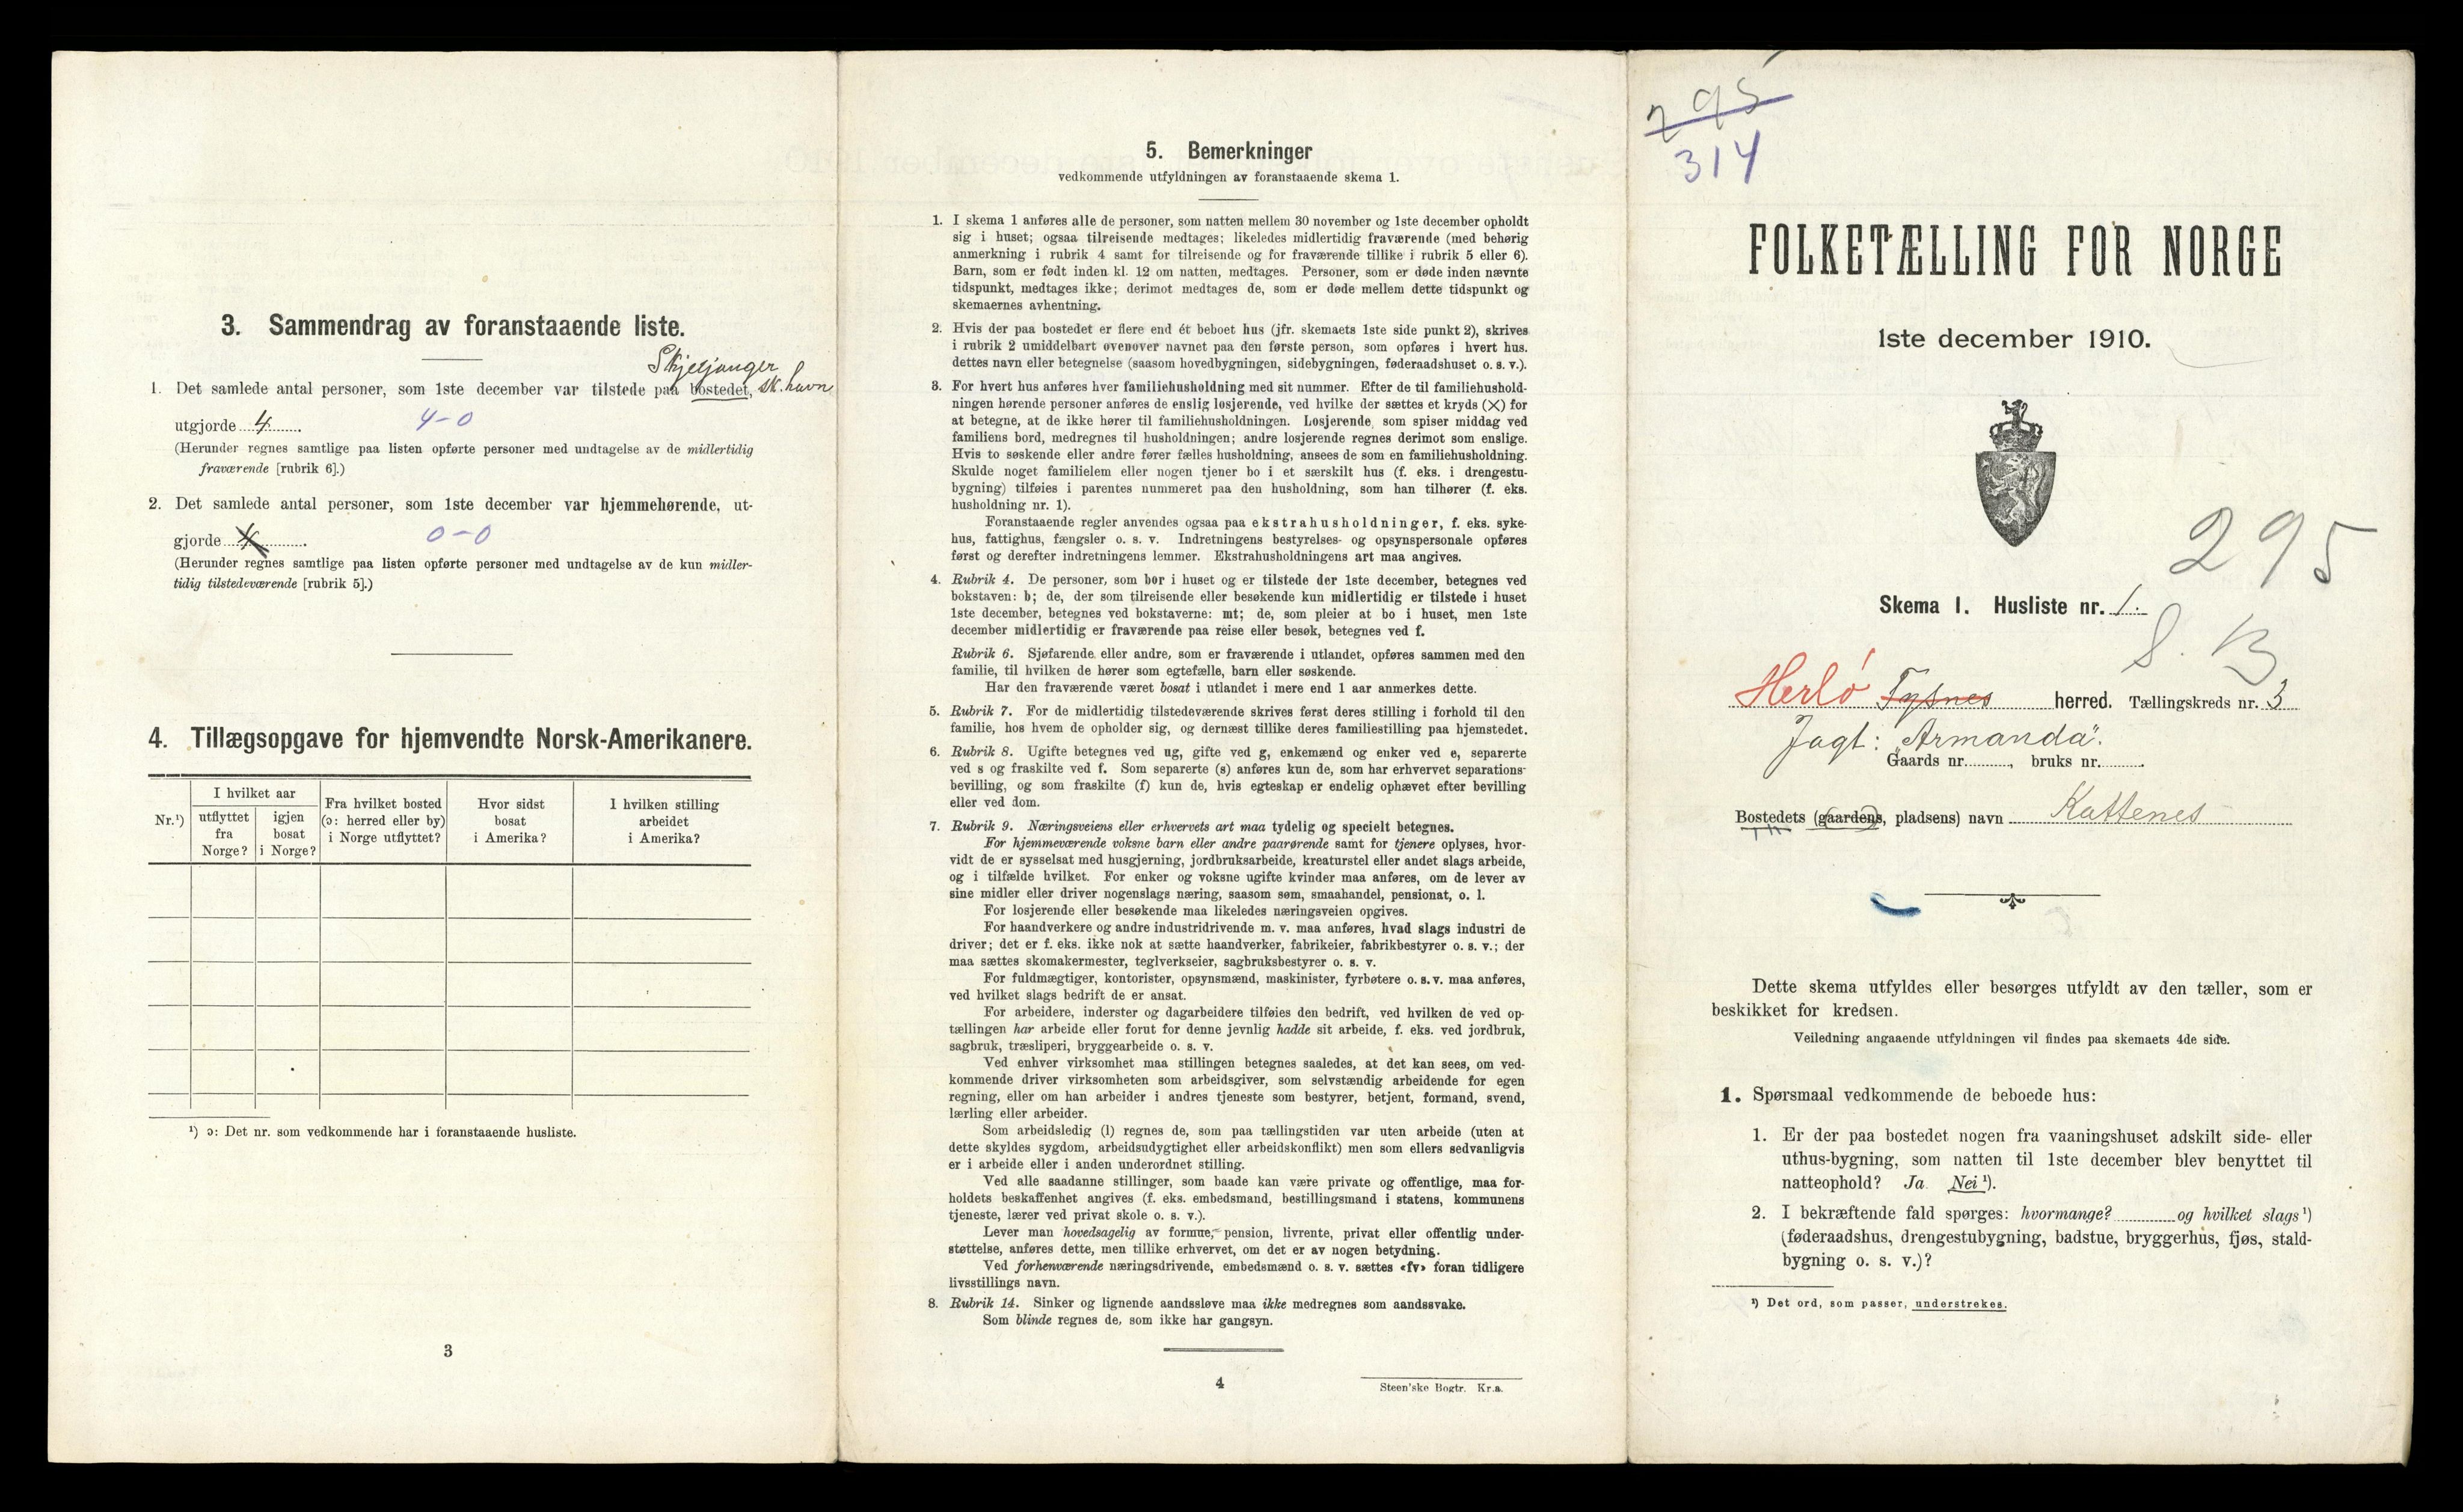 3. Sammendrag av foranstaaende liste.
Skjeljanger
1. Det samlede antal personer, som 1ste december var tilstede paa bostedet, sk. havn
utgjorde 4. 4-0
(Herunder regnes samtlige paa listen opførte personer med undtagelse av de midlertidig
fraværende [rubrik 6].)
2. Det samlede antal personer, som 1ste december var hjemmehørende, ut-
gjorde 4. 0-0
(Herunder regnes samtlige paa listen opførte personer med undtagelse av de kun midler-
tidig tilstedeværende [rubrik 5].)
4. Tillægsopgave for hjemvendte Norsk-Amerikanere.
Nr.¹)
I hvilket aar
utflyttet fra Norge?
igjen bosat i Norge?
Fra hvilket bosted (ɔ: herred eller by) i Norge utflyttet?
Hvor sidst bosat i Amerika?
I hvilken stilling arbeidet i Amerika?
¹) ɔ: Det nr. som vedkommende har i foranstaaende husliste.
3
5. Bemerkninger
vedkommende utfyldningen av foranstaaende skema 1.
1. I skema 1 anføres alle de personer, som natten mellem 30 november og 1ste december opholdt
sig i huset; ogsaa tilreisende medtages; likeledes midlertidig fraværende (med behørig
anmerkning i rubrik 4 samt for tilreisende og for fraværende tillike i rubrik 5 eller 6).
Barn, som er født inden kl. 12 om natten, medtages. Personer, som er døde inden nævnte
tidspunkt, medtages ikke; derimot medtages de, som er døde mellem dette tidspunkt og
skemaernes avhentning.
2. Hvis der paa bostedet er flere end ét beboet hus (jfr. skemaets 1ste side punkt 2), skrives
i rubrik 2 umiddelbart ovenover navnet paa den første person, som opføres i hvert hus.
dettes navn eller betegnelse (saasom hovedbygningen, sidebygningen, føderaadshuset o. s. v.).
3. For hvert hus anføres hver familiehusholdning med sit nummer. Efter de til familiehushold-
ningen hørende personer anføres de enslig losjerende, ved hvilke der sættes et kryds (X) for
at betegne, at de ikke hører til familiehusholdningen. Losjerende, som spiser middag ved
familiens bord, medregnes til husholdningen; andre losjerende regnes derimot som enslige.
Hvis to søskende eller andre fører fælles husholdning, ansees de som en familiehusholdning.
Skulde noget familielem eller nogen tjener bo i et særskilt hus (f. eks. i drengestu-
bygning) tilføies i parentes nummeret paa den husholdning, som han tilhører (f. eks.
husholdning nr. 1).
Foranstaaende regler anvendes ogsaa paa ekstrahusholdninger, f. eks. syke-
hus, fattighus, fængsler o. s. v. Indretningens bestyrelses- og opsynspersonale opføres
først og derefter indretningens lemmer. Ekstrahusholdningens art maa angives.
4. Rubrik 4. De personer, som bor i huset og er tilstede der 1ste december, betegnes ved
bokstaven: b; de, der som tilreisende eller besøkende kun midlertidig er tilstede i huset
1ste december, betegnes ved bokstaverne: mt; de, som pleier at bo i huset, men 1ste
december midlertidig er fraværende paa reise eller besøk, betegnes ved f.
Rubrik 6. Sjøfarende eller andre, som er fraværende i utlandet, opføres sammen med den
familie, til hvilken de hører som egtefælle, barn eller søskende.
Har den fraværende været bosat i utlandet i mere end 1 aar anmerkes dette.
5. Rubrik 7. For de midlertidig tilstedeværende skrives først deres stilling i forhold til den
familie, hos hvem de opholder sig, og dernæst tillike deres familiestilling paa hjemstedet.
6. Rubrik 8. Ugifte betegnes ved ug, gifte ved g, enkemænd og enker ved e, separerte
ved s og fraskilte ved f. Som separerte (s) anføres kun de, som har erhvervet separations-
bevilling, og som fraskilte (f) kun de, hvis egteskap er endelig ophævet efter bevilling
eller ved dom.
7. Rubrik 9. Næringsveiens eller erhvervets art maa tydelig og specielt betegnes.
For hjemmeværende voksne barn eller andre paarørende samt for tjenere oplyses, hvor-
vidt de er sysselsat med husgjerning, jordbruksarbeide, kreaturstel eller andet slags arbeide,
og i tilfælde hvilket. For enker og voksne ugifte kvinder maa anføres, om de lever av
sine midler eller driver nogenslags næring, saasom søm, smaahandel, pensionat, o. l.
For losjerende eller besøkende maa likeledes næringsveien opgives.
For haandverkere og andre industridrivende m. v. maa anføres, hvad slags industri de
driver; det er f. eks. ikke nok at sætte haandverker, fabrikeier, fabrikbestyrer o. s. v.; der
maa sættes skomakermester, teglverkseier, sagbruksbestyrer o. s. v.
For fuldmægtiger, kontorister, opsynsmænd, maskinister, fyrbøtere o. s. v. maa anføres,
ved hvilket slags bedrift de er ansat.
For arbeidere, inderster og dagarbeidere tilføies den bedrift, ved hvilken de ved op-
tællingen har arbeide eller forut for denne jevnlig hadde sit arbeide, f. eks. ved jordbruk,
sagbruk, træsliperi, bryggearbeide o. s. v.
Ved enhver virksomhet maa stillingen betegnes saaledes, at det kan sees, om ved-
kommende driver virksomheten som arbeidsgiver, som selvstændig arbeidende for egen
regning, eller om han arbeider i andres tjeneste som bestyrer, betjent, formand, svend,
lærling eller arbeider.
Som arbeidsledig (l) regnes de, som paa tællingstiden var uten arbeide (uten at
dette skyldes sygdom, arbeidsudygtighet eller arbeidskonflikt) men som ellers sedvanligvis
er i arbeide eller i anden underordnet stilling.
Ved alle saadanne stillinger, som baade kan være private og offentlige, maa for-
holdets beskaffenhet angives (f. eks. embedsmand, bestillingsmand i statens, kommunens
tjeneste, lærer ved privat skole o. s. v.).
Lever man hovedsagelig av formue, pension, livrente, privat eller offentlig under-
støttelse, anføres dette, men tillike erhvervet, om det er av nogen betydning.
Ved forhenværende næringsdrivende, embedsmænd o. s. v. sættes «fv» foran tidligere
livsstillings navn.
8. Rubrik 14. Sinker og lignende aandssløve maa ikke medregnes som aandssvake.
Som blinde regnes de, som ikke har gangsyn.
4
Steen'ske Bogtr. Kr.a.
295
314
FOLKETÆLLING FOR NORGE
1ste december 1910.
295
Skema 1. Husliste nr. 1.
S. B
Herlø Tysnes herred. Tællingskreds nr. 3
Jagt: „Armanda".
Gaards nr. , bruks nr. .
Bostedets (gaardens, pladsens) navn Kattenes
Dette skema utfyldes eller besørges utfyldt av den tæller, som er
beskikket for kredsen.
Veiledning angaaende utfyldningen vil findes paa skemaets 4de side.
1. Spørsmaal vedkommende de beboede hus:
1. Er der paa bostedet nogen fra vaaningshuset adskilt side- eller
uthus-bygning, som natten til 1ste december blev benyttet til
natteophold? Ja Nei ¹).
2. I bekræftende fald spørges: hvormange? og hvilket slags ¹)
(føderaadshus, drengestubygning, badstue, bryggerhus, fjøs, stald-
bygning o. s. v.)?
¹) Det ord, som passer, understrekes.